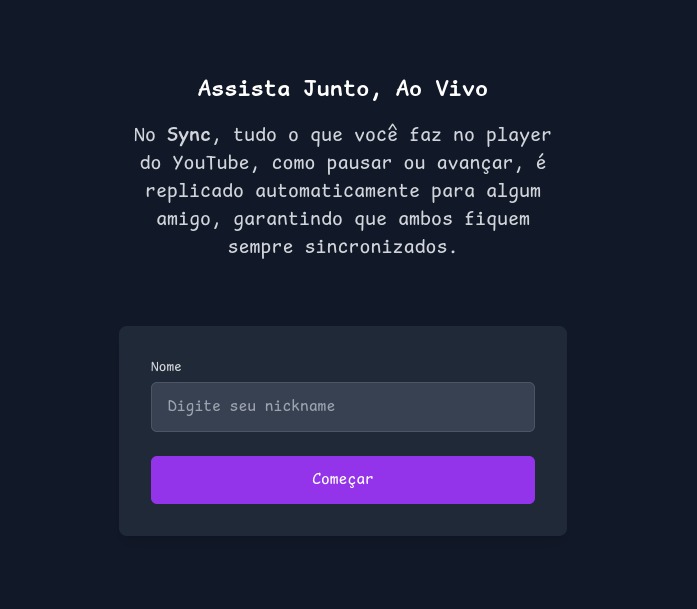 Assista Junto, Ao Vivo
No Sync, tudo o que você faz no player
do YouTube, como pausar ou avançar, é
replicado automaticamente para algum
amigo, garantindo que ambos fiquem
sempre sincronizados.
Nome
Digite seu nickname
Começar